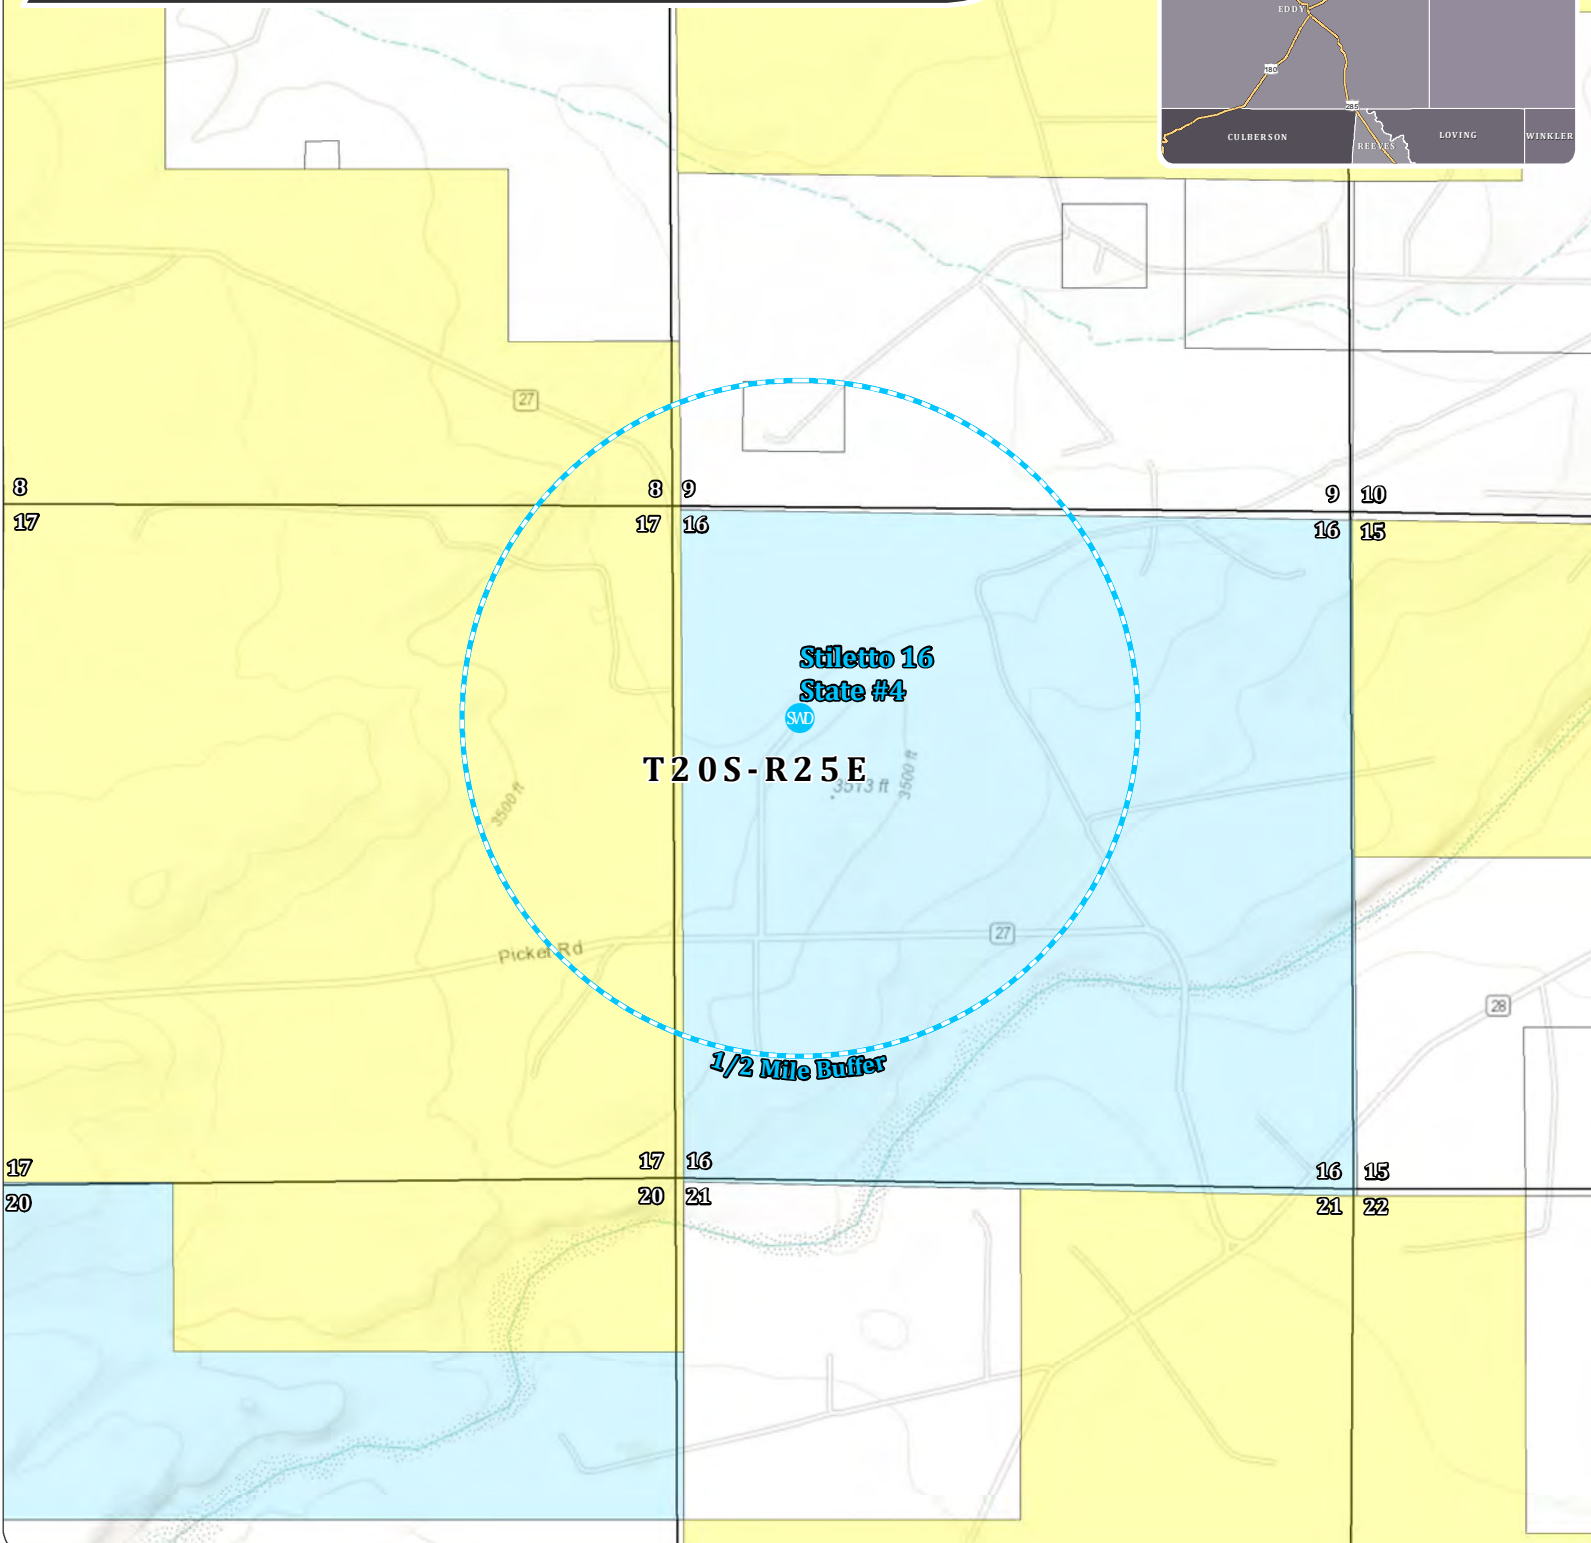 EDDY
180
285
CULBERSON
REEVES
LOVING
WINKLER
27
8
8 9
9 10
17
17 16
16 15
Stiletto 16
State #4
SWD
T20S-R25E
3513 ft
3500 ft
3500 ft
27
Picket Rd
28
1/2 Mile Buffer
17
17 16
16 15
20
20 21
21 22